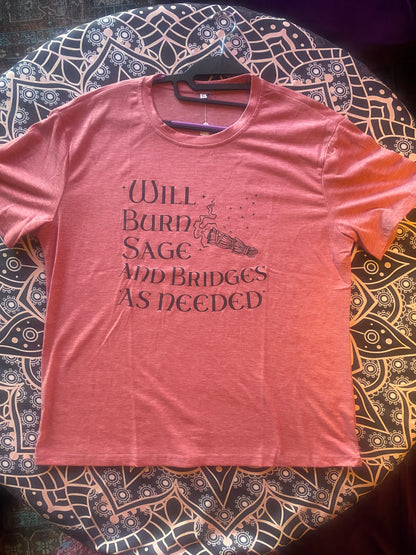 Will
Burn
Sage
And Bridges
As Needed